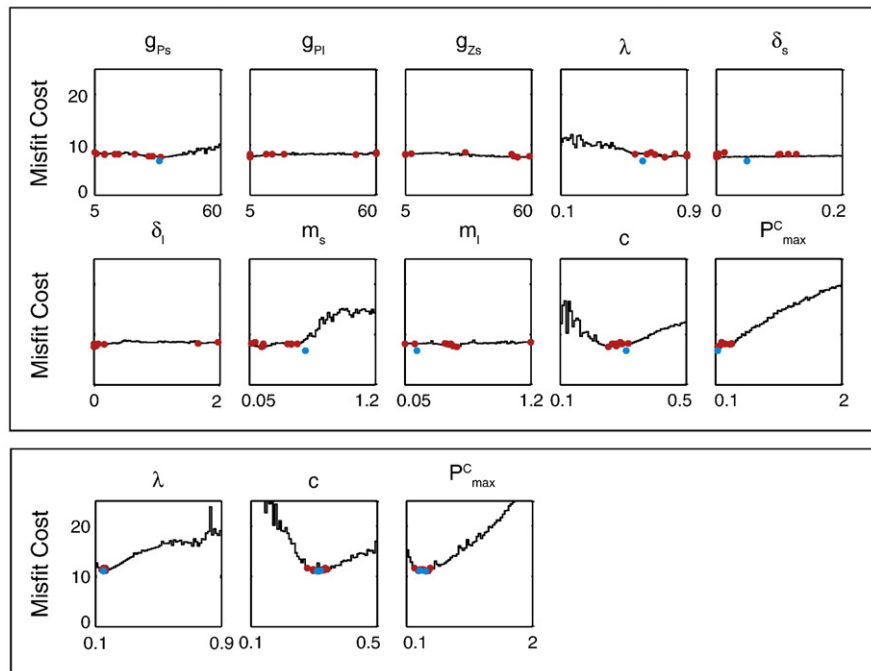 g_Ps g_Pl g_Zs λ δ_s
Misfit Cost
20
10
0
5 60 5 60 5 60 0.1 0.9 0 0.2
δ_l m_s m_l c P^C_max
Misfit Cost
0 2 0.05 1.2 0.05 1.2 0.1 0.5 0.1 2
λ c P^C_max
Misfit Cost
20
10
0
0.1 0.9 0.1 0.5 0.1 2